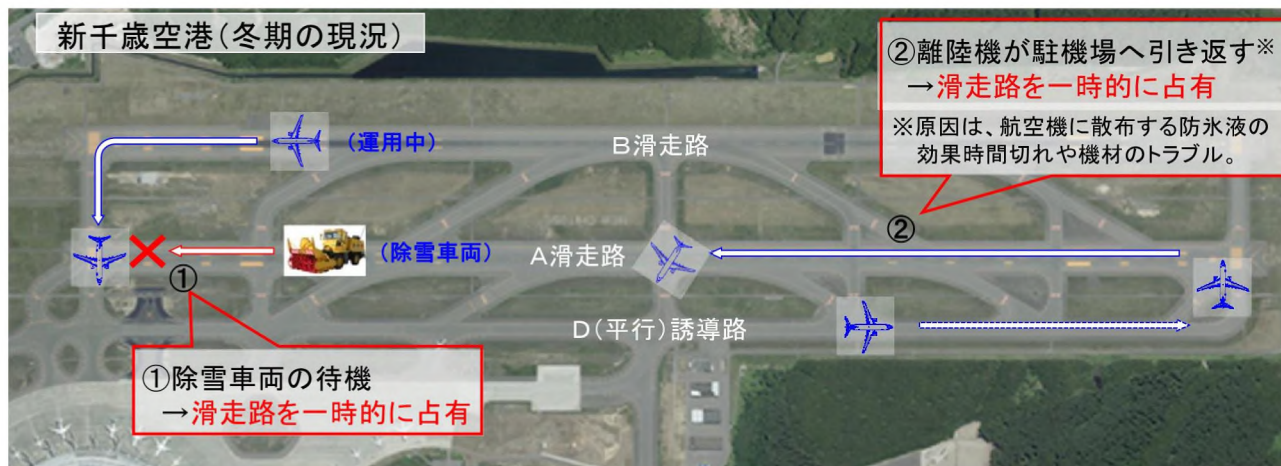 新千歳空港(冬期の現況)
②離陸機が駐機場へ引き返す※
→滑走路を一時的に占有
※原因は、航空機に散布する防氷液の
効果時間切れや機材のトラブル。
(運用中)
B滑走路
②
(除雪車両)
A滑走路
①
D(平行)誘導路
①除雪車両の待機
→滑走路を一時的に占有